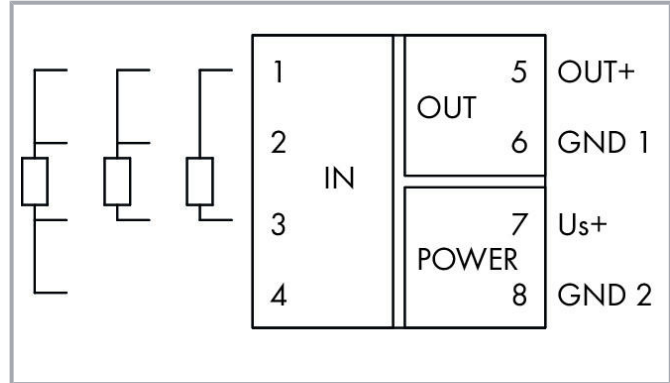 1 5 OUT+
OUT
2 6 GND 1
IN
3 7 Us+
POWER
4 8 GND 2